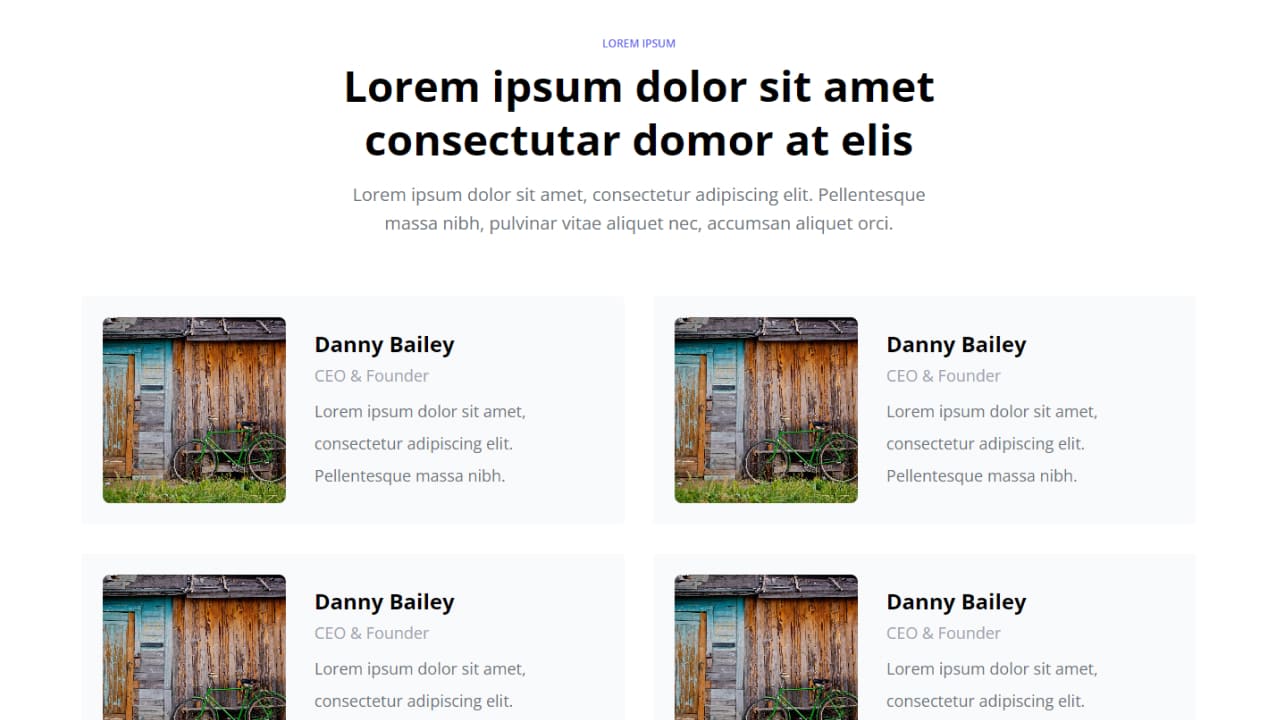 LOREM IPSUM
Lorem ipsum dolor sit amet
consectutar domor at elis
Lorem ipsum dolor sit amet, consectetur adipiscing elit. Pellentesque
massa nibh, pulvinar vitae aliquet nec, accumsan aliquet orci.
Danny Bailey
CEO & Founder
Lorem ipsum dolor sit amet,
consectetur adipiscing elit.
Pellentesque massa nibh.
Danny Bailey
CEO & Founder
Lorem ipsum dolor sit amet,
consectetur adipiscing elit.
Pellentesque massa nibh.
Danny Bailey
CEO & Founder
Lorem ipsum dolor sit amet,
consectetur adipiscing elit.
Danny Bailey
CEO & Founder
Lorem ipsum dolor sit amet,
consectetur adipiscing elit.